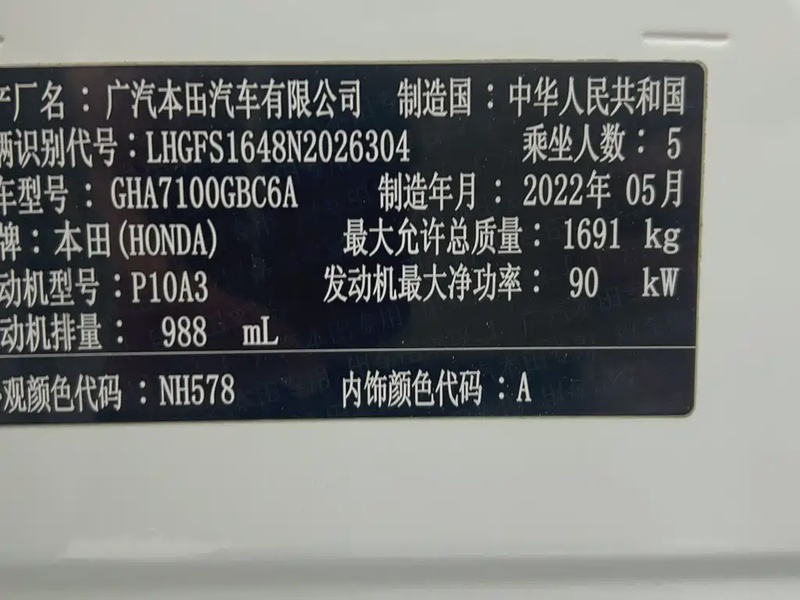 产厂名：广汽本田汽车有限公司 制造国：中华人民共和国
辆识别代号：LHGFS1648N2026304 乘坐人数：5
车型号：GHA7100GBC6A 制造年月：2022年 05月
牌：本田(HONDA) 最大允许总质量：1691 kg
动机型号：P10A3 发动机最大净功率：90 kW
动机排量：988 mL
外观颜色代码：NH578 内饰颜色代码：A